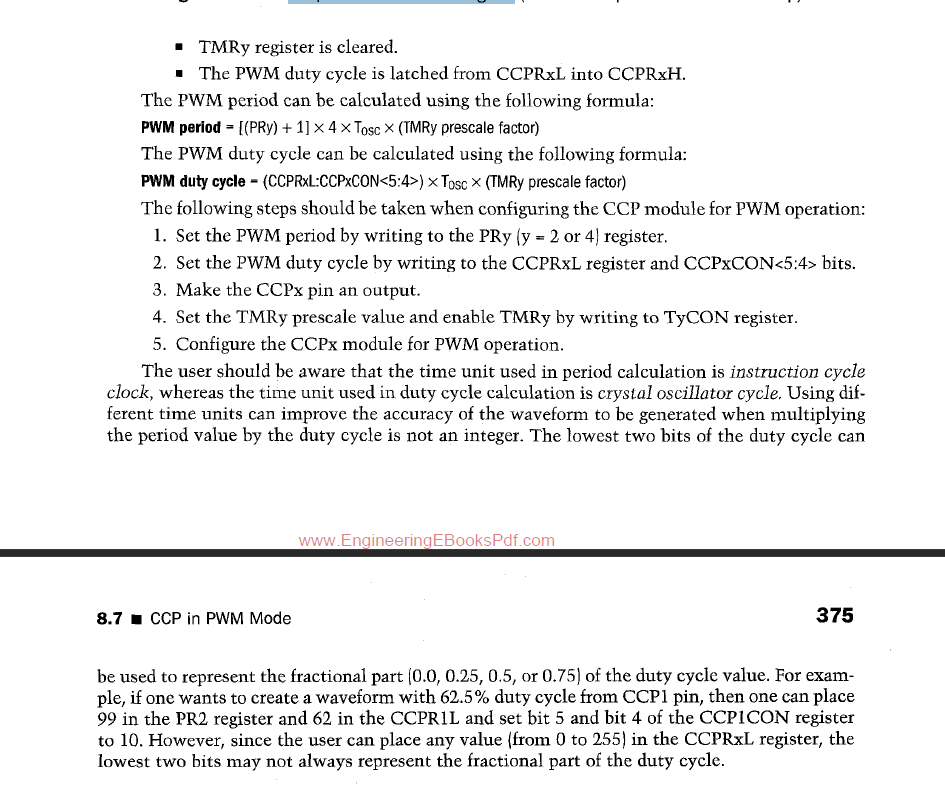 ■ TMRy register is cleared.
■ The PWM duty cycle is latched from CCPRxL into CCPRxH.
The PWM period can be calculated using the following formula:
PWM period = [(PRy) + 1] × 4 × TOSC × (TMRy prescale factor)
The PWM duty cycle can be calculated using the following formula:
PWM duty cycle = (CCPRxL:CCPxCON<5:4>) × TOSC × (TMRy prescale factor)
The following steps should be taken when configuring the CCP module for PWM operation:
1. Set the PWM period by writing to the PRy (y = 2 or 4) register.
2. Set the PWM duty cycle by writing to the CCPRxL register and CCPxCON<5:4> bits.
3. Make the CCPx pin an output.
4. Set the TMRy prescale value and enable TMRy by writing to TyCON register.
5. Configure the CCPx module for PWM operation.
The user should be aware that the time unit used in period calculation is instruction cycle
clock, whereas the time unit used in duty cycle calculation is crystal oscillator cycle. Using dif-
ferent time units can improve the accuracy of the waveform to be generated when multiplying
the period value by the duty cycle is not an integer. The lowest two bits of the duty cycle can
www.EngineeringEBooksPdf.com
8.7 ■ CCP in PWM Mode 375
be used to represent the fractional part (0.0, 0.25, 0.5, or 0.75) of the duty cycle value. For exam-
ple, if one wants to create a waveform with 62.5% duty cycle from CCP1 pin, then one can place
99 in the PR2 register and 62 in the CCPR1L and set bit 5 and bit 4 of the CCP1CON register
to 10. However, since the user can place any value (from 0 to 255) in the CCPRxL register, the
lowest two bits may not always represent the fractional part of the duty cycle.